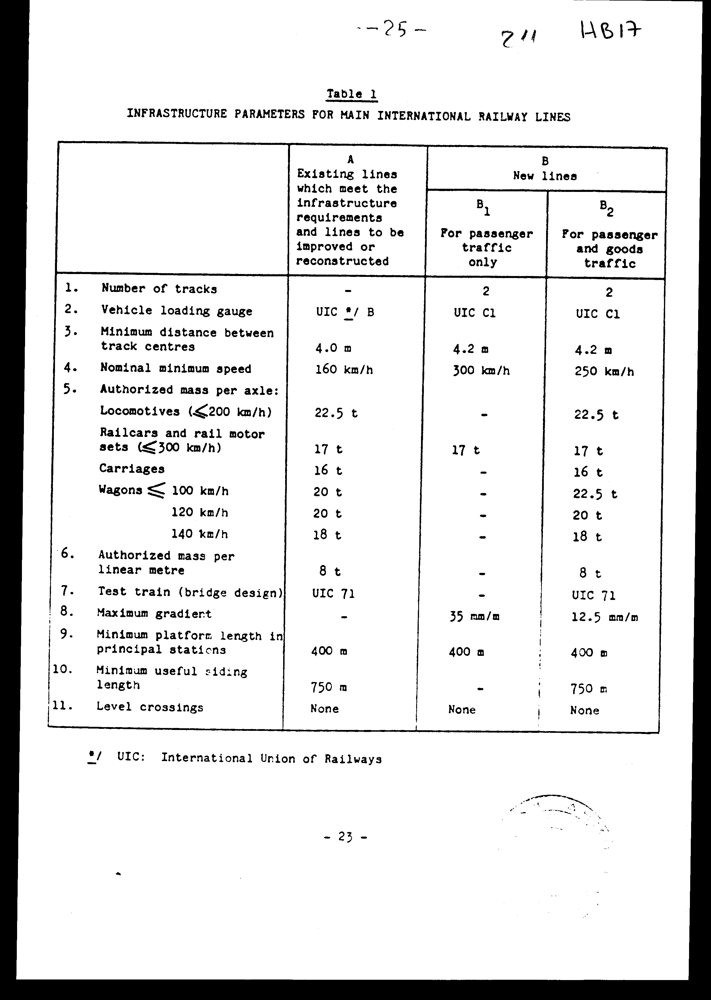 --25-
2" HB17
Table 1
INFRASTRUCTURE PARAMETERS FOR MAIN INTERNATIONAL RAILWAY LINES
A
Existing lines
which meet the
infrastructure
requirements
and lines to be
improved or
reconstructed
B
New lines
B1
For passenger
traffic
only
B2
For passenger
and goods
traffic
1. Number of tracks - 2 2
2. Vehicle loading gauge UIC */ B UIC C1 UIC C1
3. Minimum distance between
track centres 4.0 m 4.2 m 4.2 m
4. Nominal minimum speed 160 km/h 300 km/h 250 km/h
5. Authorized mass per axle:
Locomotives (≤200 km/h) 22.5 t - 22.5 t
Railcars and rail motor
sets (≤300 km/h) 17 t 17 t 17 t
Carriages 16 t - 16 t
Wagons ≤ 100 km/h 20 t - 22.5 t
120 km/h 20 t - 20 t
140 km/h 18 t - 18 t
6. Authorized mass per
linear metre 8 t - 8 t
7. Test train (bridge design) UIC 71 - UIC 71
8. Maximum gradient - 35 mm/m 12.5 mm/m
9. Minimum platform length in
principal stations 400 m 400 m 400 m
10. Minimum useful siding
length 750 m - 750 m
11. Level crossings None None None
*/ UIC: International Union of Railways
- 23 -